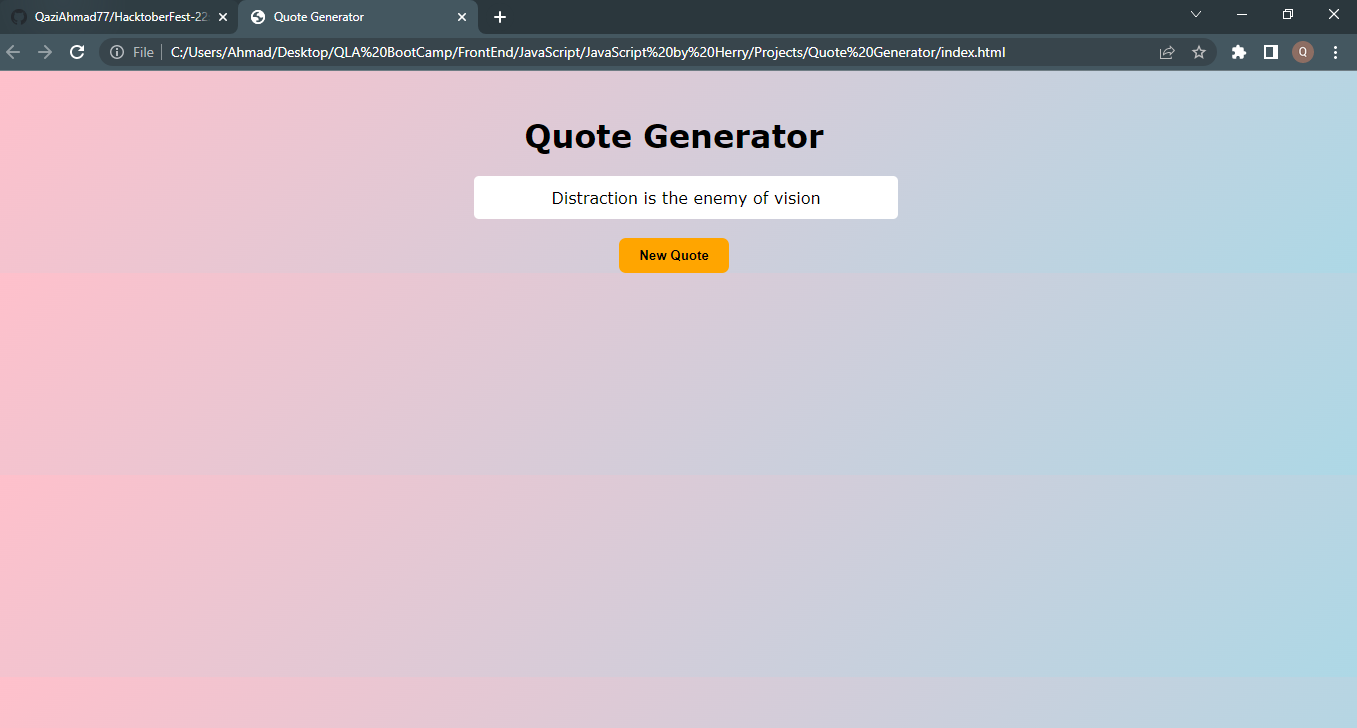 QaziAhmad77/HacktoberFest-22
Quote Generator
File
C:/Users/Ahmad/Desktop/QLA%20BootCamp/FrontEnd/JavaScript/JavaScript%20by%20Herry/Projects/Quote%20Generator/index.html
Q
Quote Generator
Distraction is the enemy of vision
New Quote